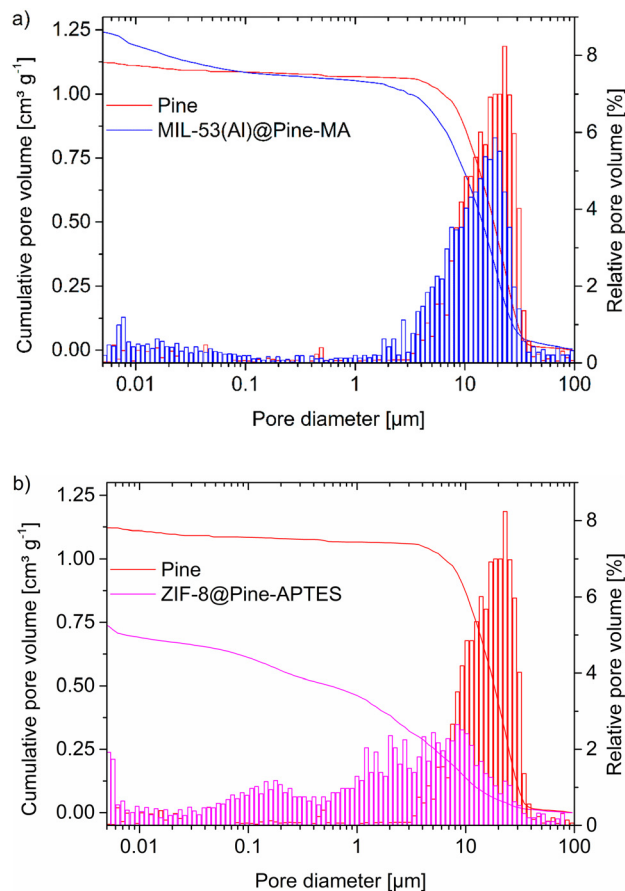 a)
1.25
1.00
0.75
0.50
0.25
0.00
Cumulative pore volume [cm³ g⁻¹]
Pine
MIL-53(Al)@Pine-MA
8
6
4
2
0
Relative pore volume [%]
0.01 0.1 1 10 100
Pore diameter [µm]
b)
1.25
1.00
0.75
0.50
0.25
0.00
Cumulative pore volume [cm³ g⁻¹]
Pine
ZIF-8@Pine-APTES
8
6
4
2
0
Relative pore volume [%]
0.01 0.1 1 10 100
Pore diameter [µm]